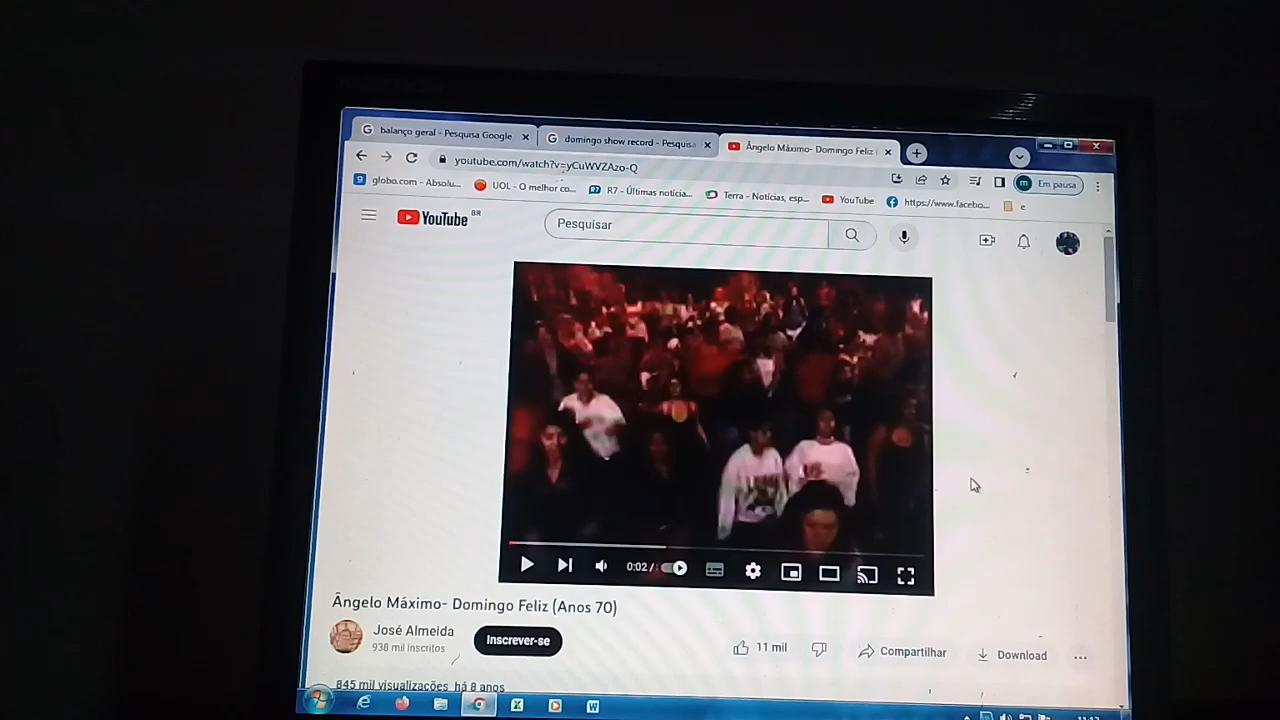 balanço geral - Pesquisa Google
domingo show record - Pesquisa
Ângelo Máximo- Domingo Feliz (
youtube.com/watch?v=yCuWVZAzo-Q
Em pausa
globo.com - Absolu...
UOL - O melhor co...
R7 - Últimas notícia...
Terra - Notícias, esp...
YouTube
https://www.facebo...
e
YouTube BR
Pesquisar
0:02 /
Ângelo Máximo- Domingo Feliz (Anos 70)
José Almeida
938 mil inscritos
Inscrever-se
11 mil
Compartilhar
Download
845 mil visualizações há 8 anos